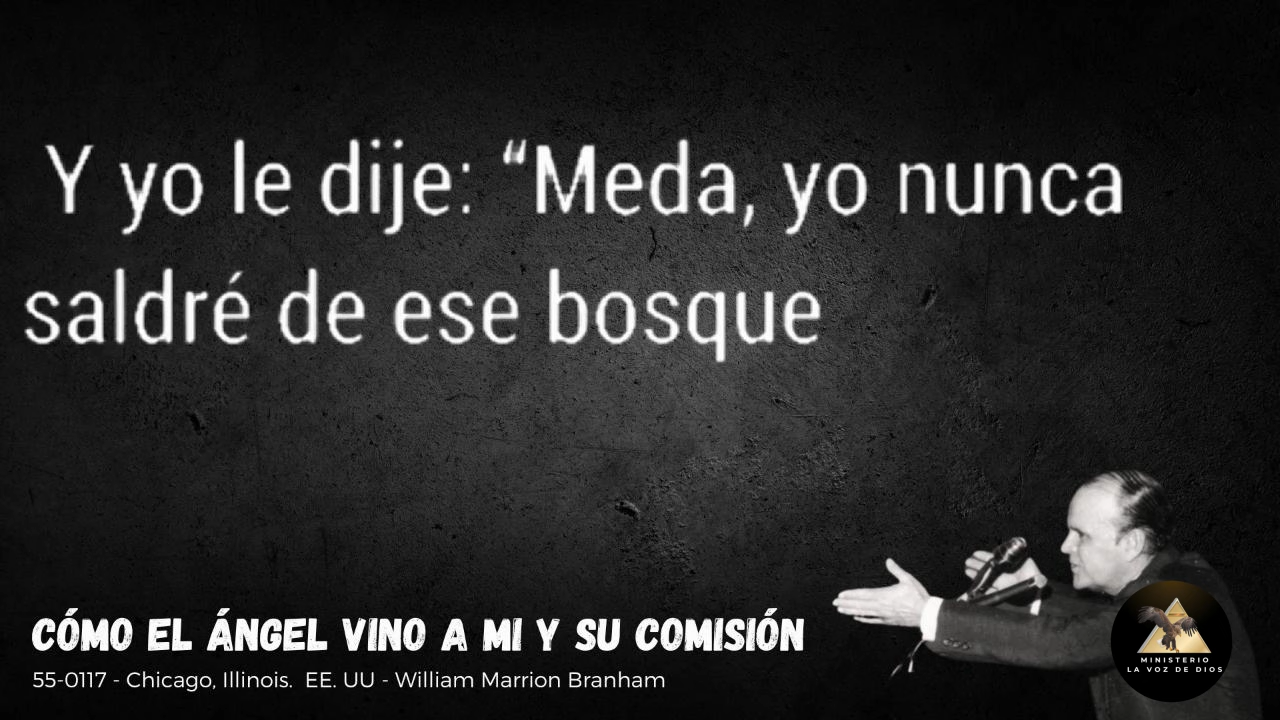 Y yo le dije: “Meda, yo nunca
saldré de ese bosque
CÓMO EL ÁNGEL VINO A MI Y SU COMISIÓN
55-0117 - Chicago, Illinois. EE. UU - William Marrion Branham
MINISTERIO
LA VOZ DE DIOS